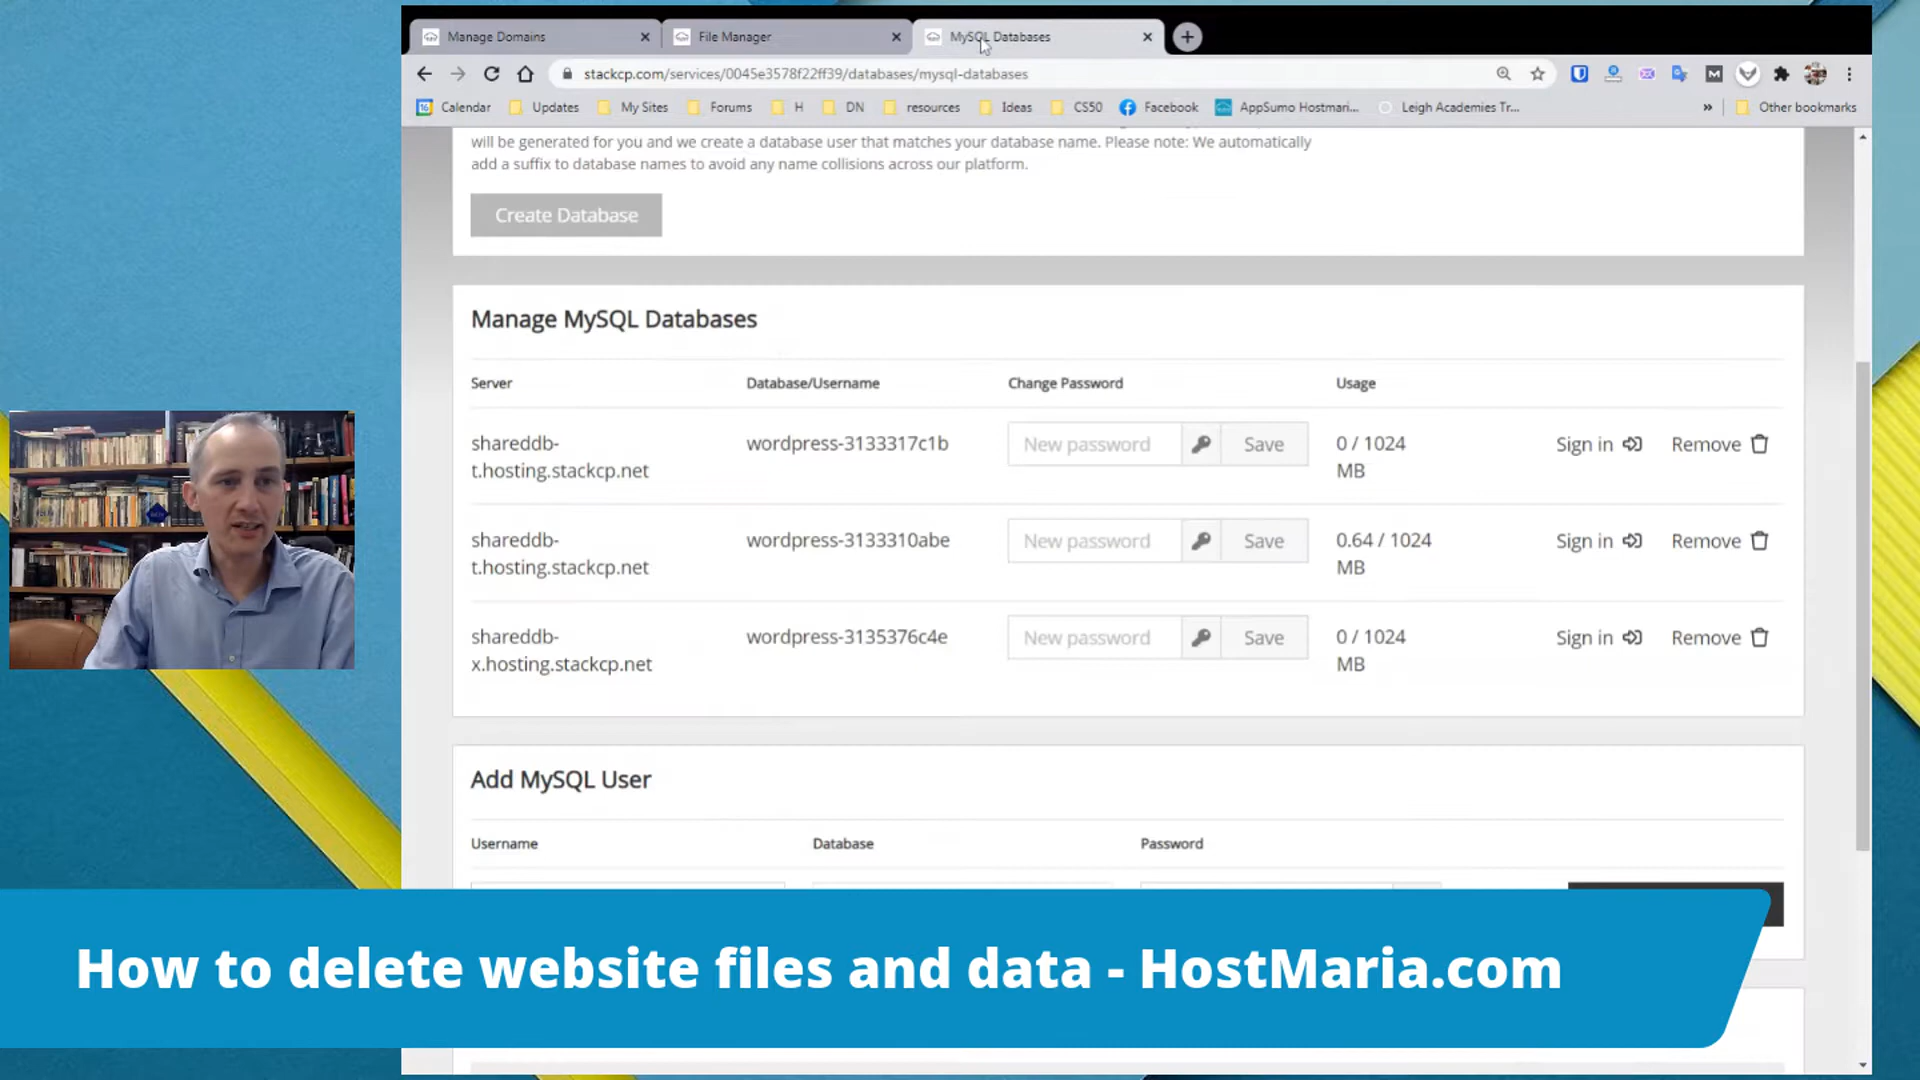 Manage Domains
File Manager
MySQL Databases
stackcp.com/services/0045e3578f22ff39/databases/mysql-databases
Calendar
Updates
My Sites
Forums
H
DN
resources
Ideas
CS50
Facebook
AppSumo Hostmari...
Leigh Academies Tr...
»
Other bookmarks
will be generated for you and we create a database user that matches your database name. Please note: We automatically
add a suffix to database names to avoid any name collisions across our platform.
Create Database
Manage MySQL Databases
Server Database/Username Change Password Usage
shareddb-
t.hosting.stackcp.net
wordpress-3133317c1b
New password
Save
0 / 1024
MB
Sign in
Remove
shareddb-
t.hosting.stackcp.net
wordpress-3133310abe
New password
Save
0.64 / 1024
MB
Sign in
Remove
shareddb-
x.hosting.stackcp.net
wordpress-3135376c4e
New password
Save
0 / 1024
MB
Sign in
Remove
Add MySQL User
Username Database Password
How to delete website files and data - HostMaria.com